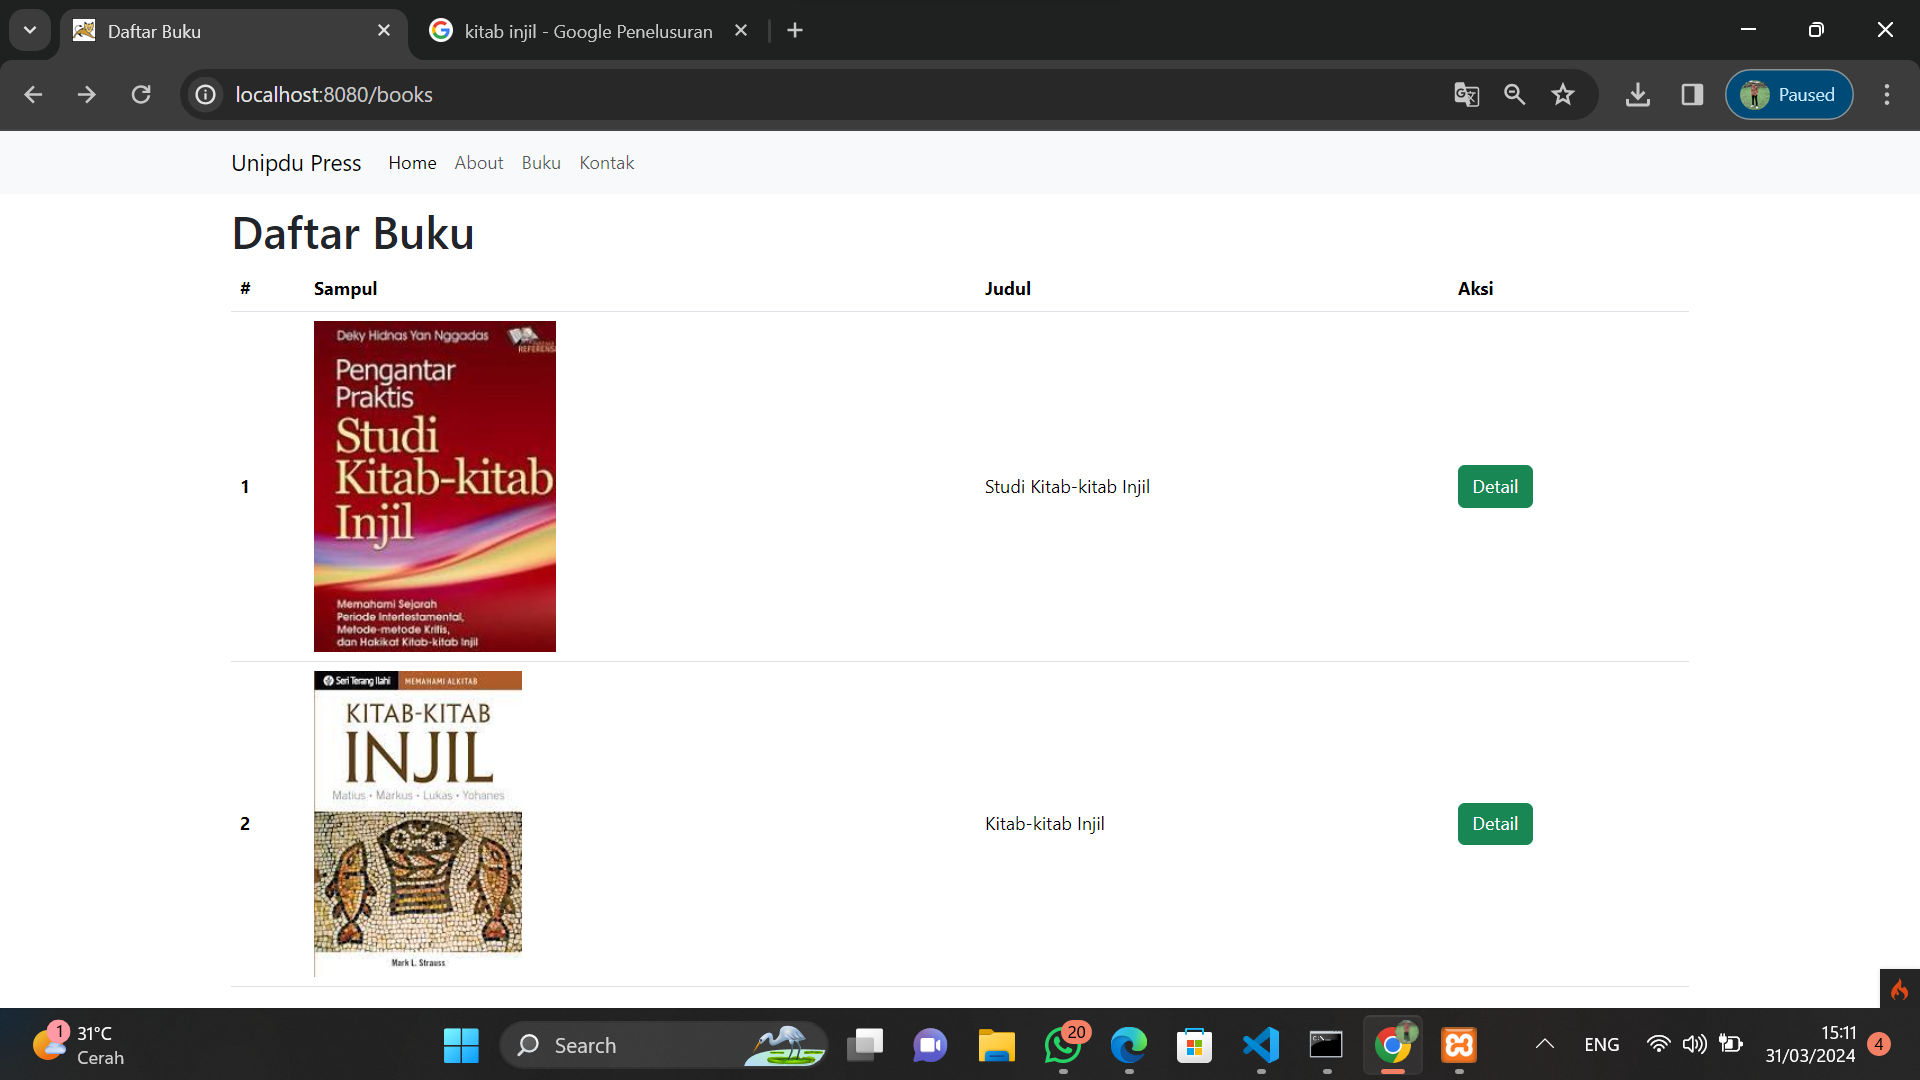 Daftar Buku
kitab injil - Google Penelusuran
localhost:8080/books
Paused
Unipdu Press Home About Buku Kontak
Daftar Buku
# Sampul Judul Aksi
Deky Hidnas Yan Nggadas
REFERENSI
Pengantar
Praktis
Studi
Kitab-kitab
Injil
Memahami Sejarah
Periode Intertestamental,
Metode-metode Kritis,
dan Hakikat Kitab-kitab Injil
1 Studi Kitab-kitab Injil Detail
Seri Terang Ilahi MEMAHAMI ALKITAB
KITAB-KITAB
INJIL
Matius • Markus • Lukas • Yohanes
Mark L. Strauss
2 Kitab-kitab Injil Detail
1 31°C
Cerah
Search
20
ENG
15:11
31/03/2024
4